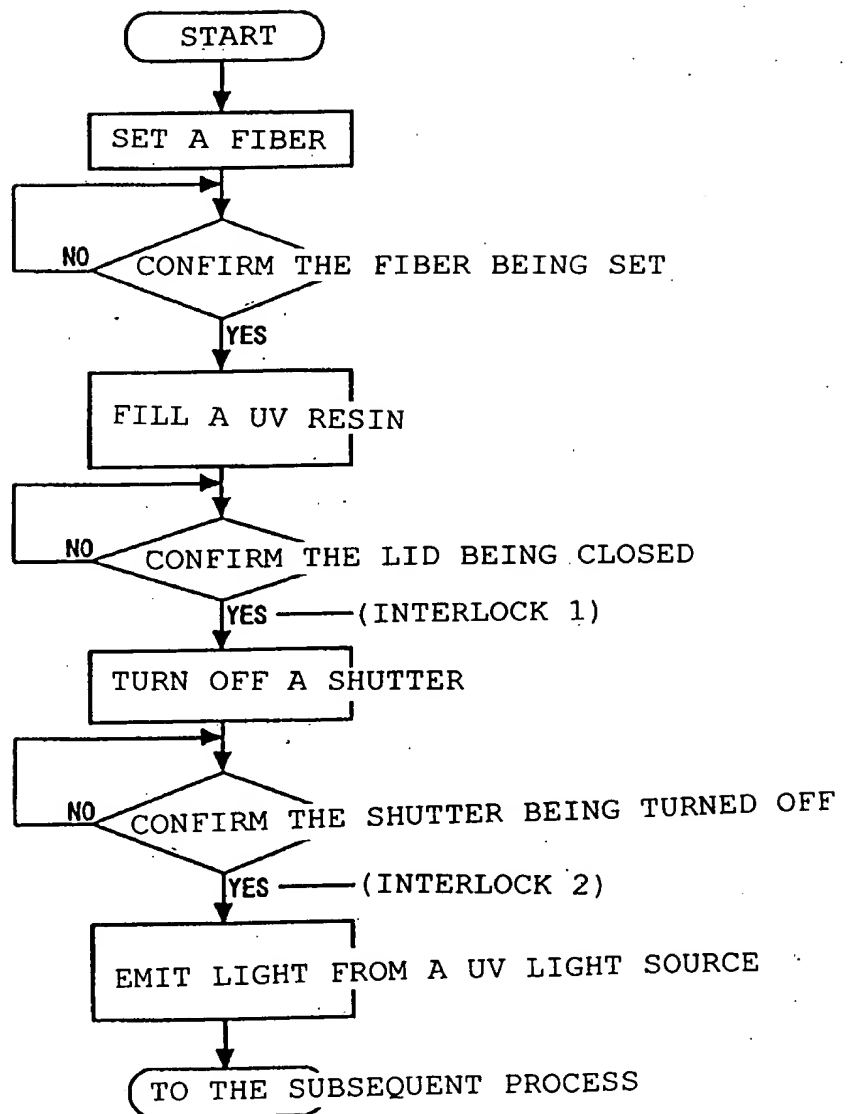 START
SET A FIBER
NO
CONFIRM THE FIBER BEING SET
YES
FILL A UV RESIN
NO
CONFIRM THE LID BEING CLOSED
YES (INTERLOCK 1)
TURN OFF A SHUTTER
NO
CONFIRM THE SHUTTER BEING TURNED OFF
YES (INTERLOCK 2)
EMIT LIGHT FROM A UV LIGHT SOURCE
TO THE SUBSEQUENT PROCESS